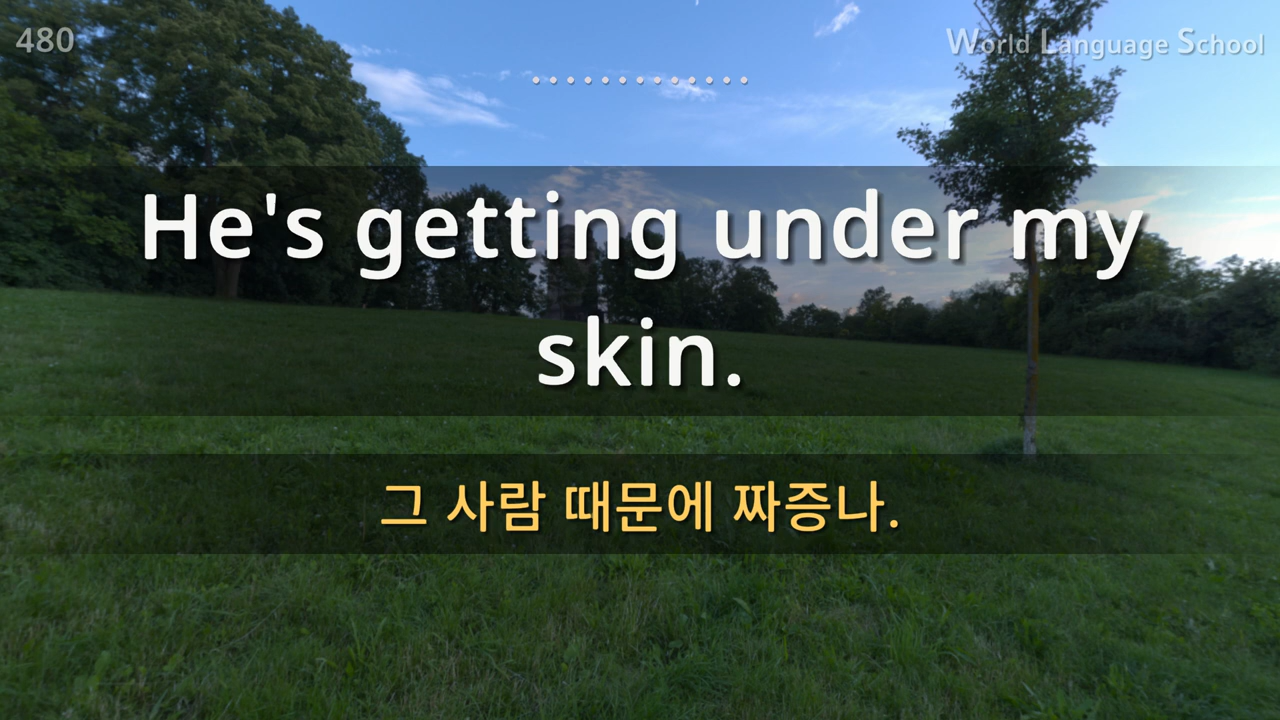 480
World Language School
He's getting under my
skin.
그 사람 때문에 짜증나.